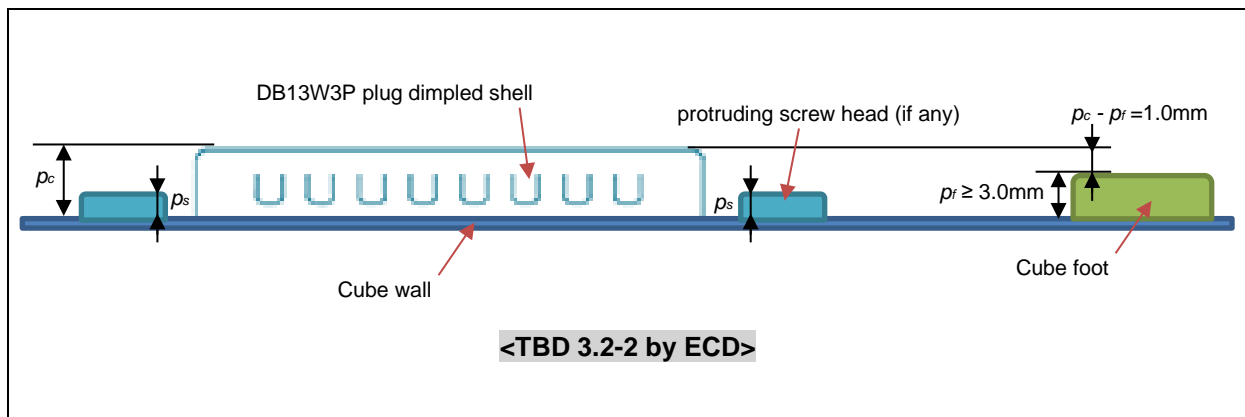 DB13W3P plug dimpled shell
protruding screw head (if any)
pc - pf =1.0mm
pc
ps
ps
pf ≥ 3.0mm
Cube wall
Cube foot
<TBD 3.2-2 by ECD>